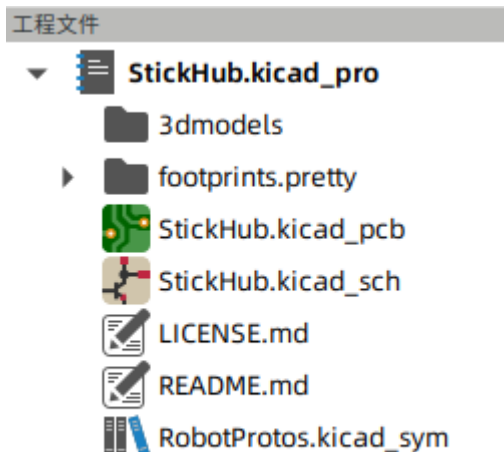 工程文件
StickHub.kicad_pro
3dmodels
footprints.pretty
StickHub.kicad_pcb
StickHub.kicad_sch
LICENSE.md
README.md
RobotProtos.kicad_sym